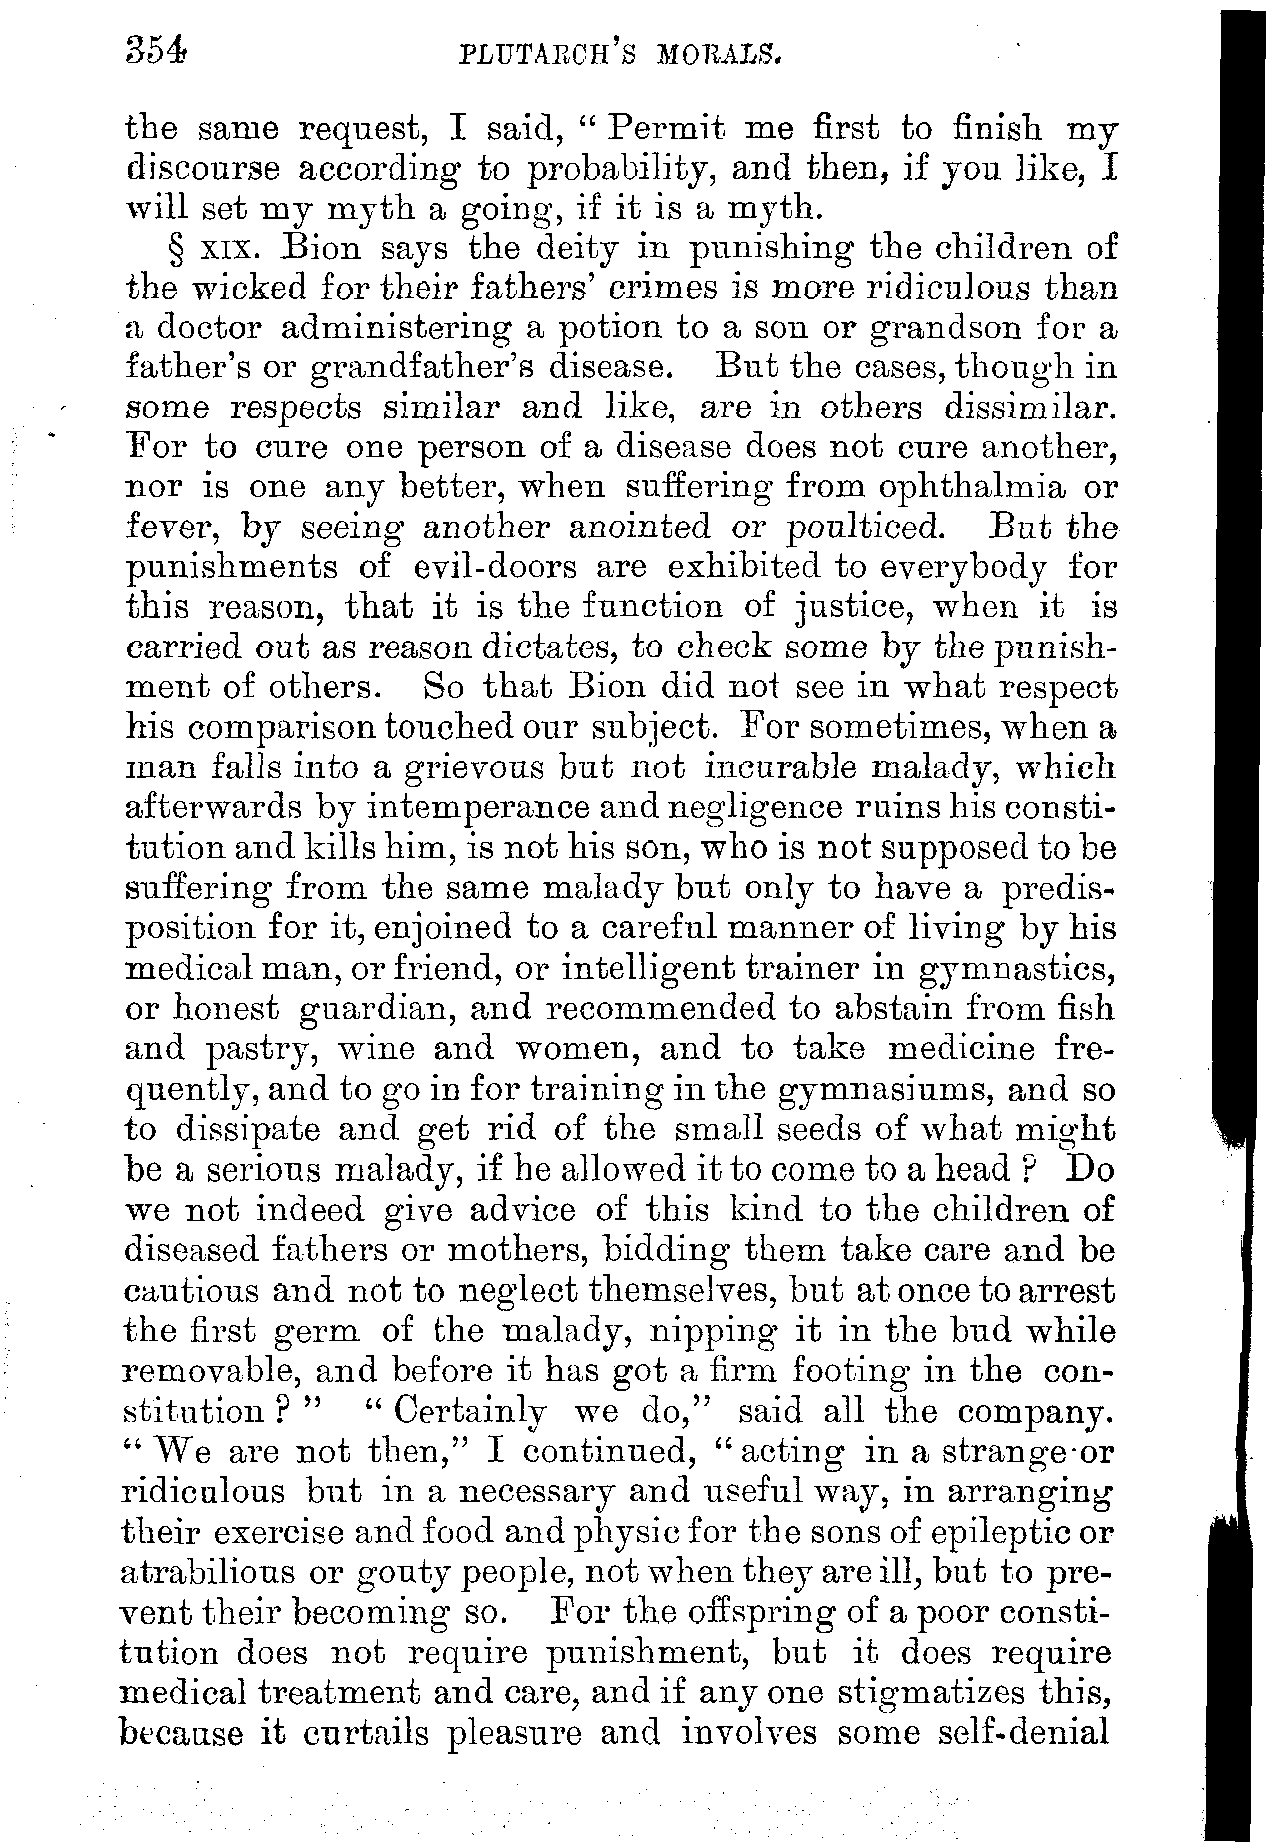 354 PLUTARCH'S MORALS.
the same request, I said, “ Permit me first to finish my
discourse according to probability, and then, if you like, I
will set my myth a going, if it is a myth.
§ XIX. Bion says the deity in punishing the children of
the wicked for their fathers' crimes is more ridiculous than
a doctor administering a potion to a son or grandson for a
father's or grandfather's disease. But the cases, though in
some respects similar and like, are in others dissimilar.
For to cure one person of a disease does not cure another,
nor is one any better, when suffering from ophthalmia or
fever, by seeing another anointed or poulticed. But the
punishments of evil-doors are exhibited to everybody for
this reason, that it is the function of justice, when it is
carried out as reason dictates, to check some by the punish-
ment of others. So that Bion did not see in what respect
his comparison touched our subject. For sometimes, when a
man falls into a grievous but not incurable malady, which
afterwards by intemperance and negligence ruins his consti-
tution and kills him, is not his son, who is not supposed to be
suffering from the same malady but only to have a predis-
position for it, enjoined to a careful manner of living by his
medical man, or friend, or intelligent trainer in gymnastics,
or honest guardian, and recommended to abstain from fish
and pastry, wine and women, and to take medicine fre-
quently, and to go in for training in the gymnasiums, and so
to dissipate and get rid of the small seeds of what might
be a serious malady, if he allowed it to come to a head ? Do
we not indeed give advice of this kind to the children of
diseased fathers or mothers, bidding them take care and be
cautious and not to neglect themselves, but at once to arrest
the first germ of the malady, nipping it in the bud while
removable, and before it has got a firm footing in the con-
stitution ? ” “ Certainly we do,” said all the company.
“ We are not then,” I continued, “ acting in a strange or
ridiculous but in a necessary and useful way, in arranging
their exercise and food and physic for the sons of epileptic or
atrabilious or gouty people, not when they are ill, but to pre-
vent their becoming so. For the offspring of a poor consti-
tution does not require punishment, but it does require
medical treatment and care, and if any one stigmatizes this,
because it curtails pleasure and involves some self-denial